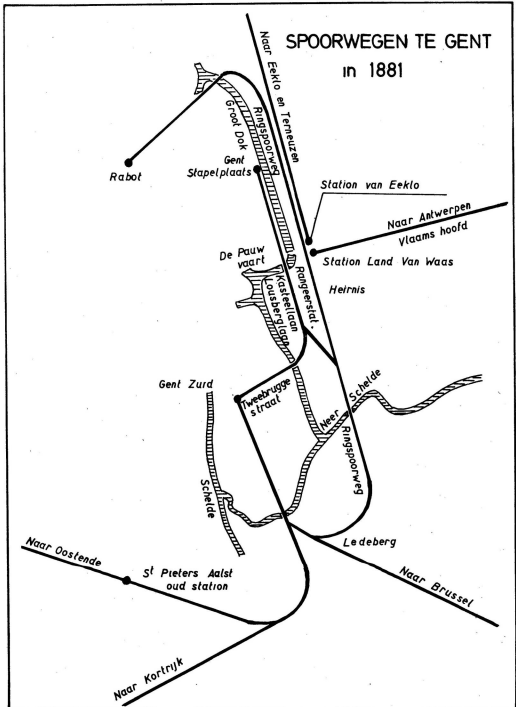 SPOORWEGEN TE GENT
in 1881
Naar Eeklo en Terneuzen
Ringspoorweg
Groot Dok
Gent
Stapelplaats
Rabot
Station van Eeklo
Naar Antwerpen
Vlaams hoofd
Station Land Van Waas
De Pauw
vaart
Kasteellaan
Lousberglaan
Rangeerstat.
Heirnis
Gent Zurd
Tweebrugge
straat
Neer Schelde
Ringspoorweg
Schelde
Ledeberg
Naar Oostende
St Pieters Aalst
oud station
Naar Brussel
Naar Kortrijk